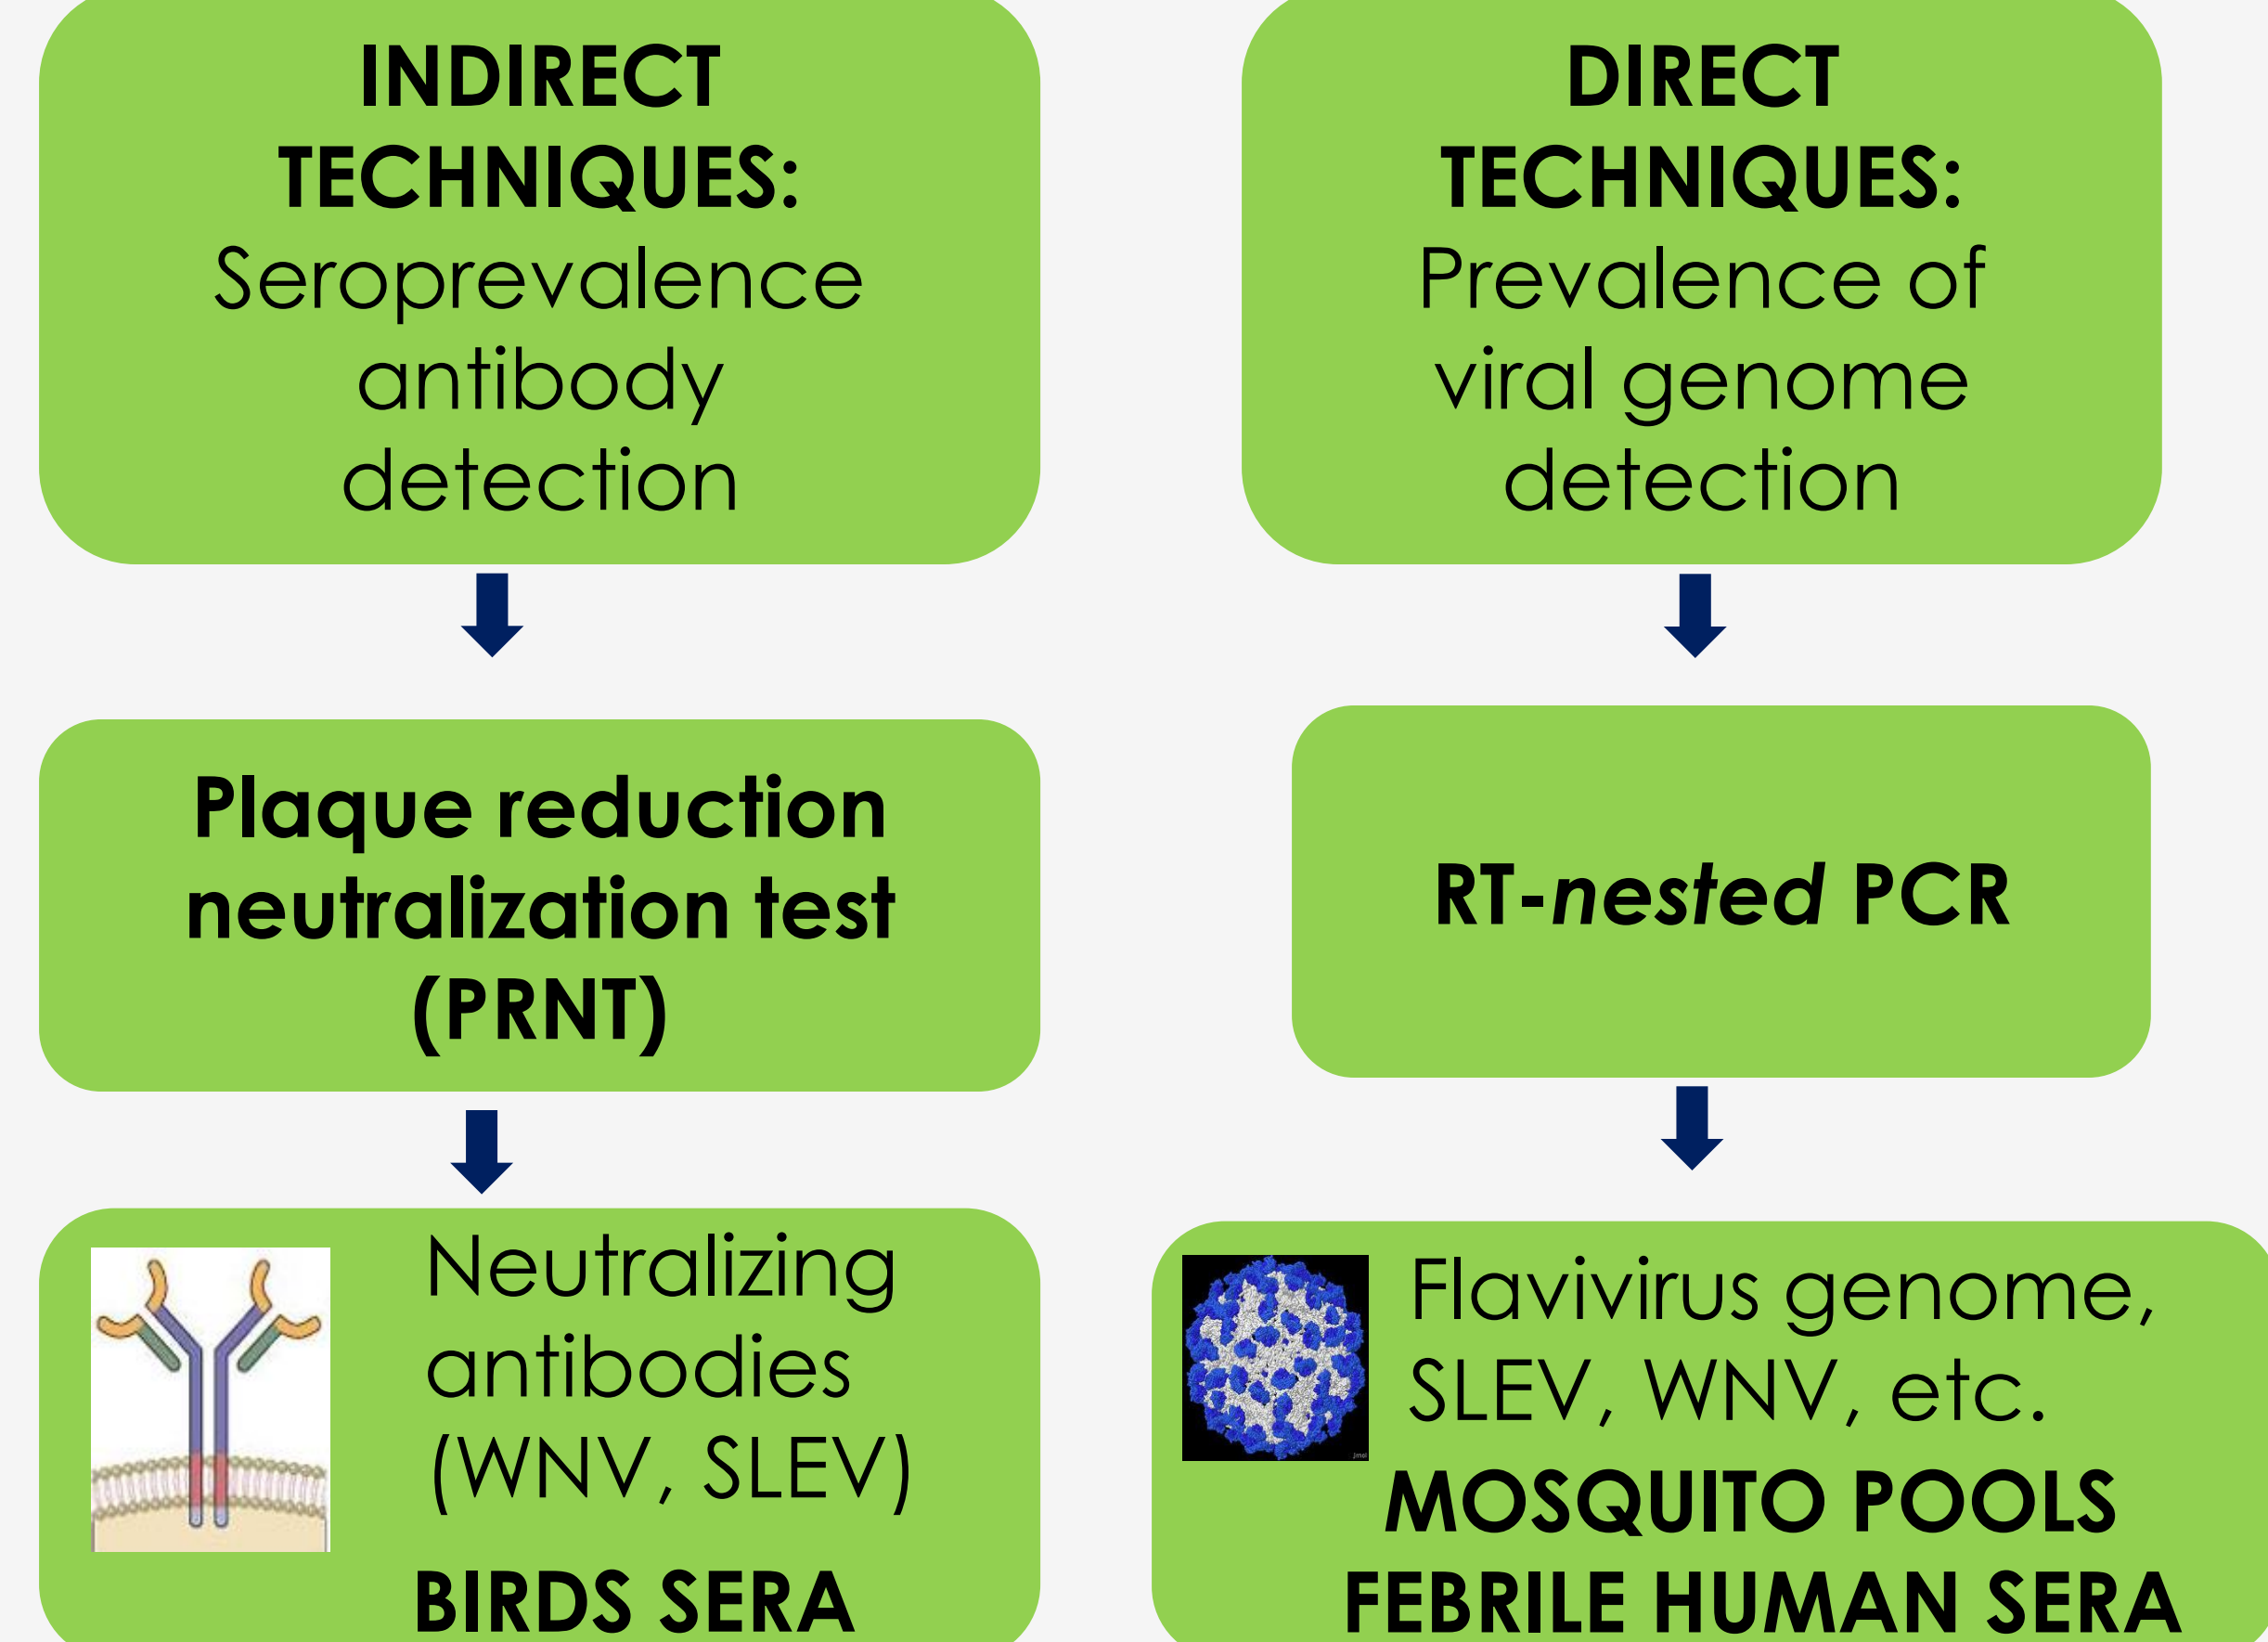 INDIRECT
TECHNIQUES:
Seroprevalence
antibody
detection
Plaque reduction
neutralization test
(PRNT)
Neutralizing
antibodies
(WNV, SLEV)
BIRDS SERA
DIRECT
TECHNIQUES:
Prevalence of
viral genome
detection
RT-nested PCR
Flavivirus genome,
SLEV, WNV, etc.
MOSQUITO POOLS
FEBRILE HUMAN SERA